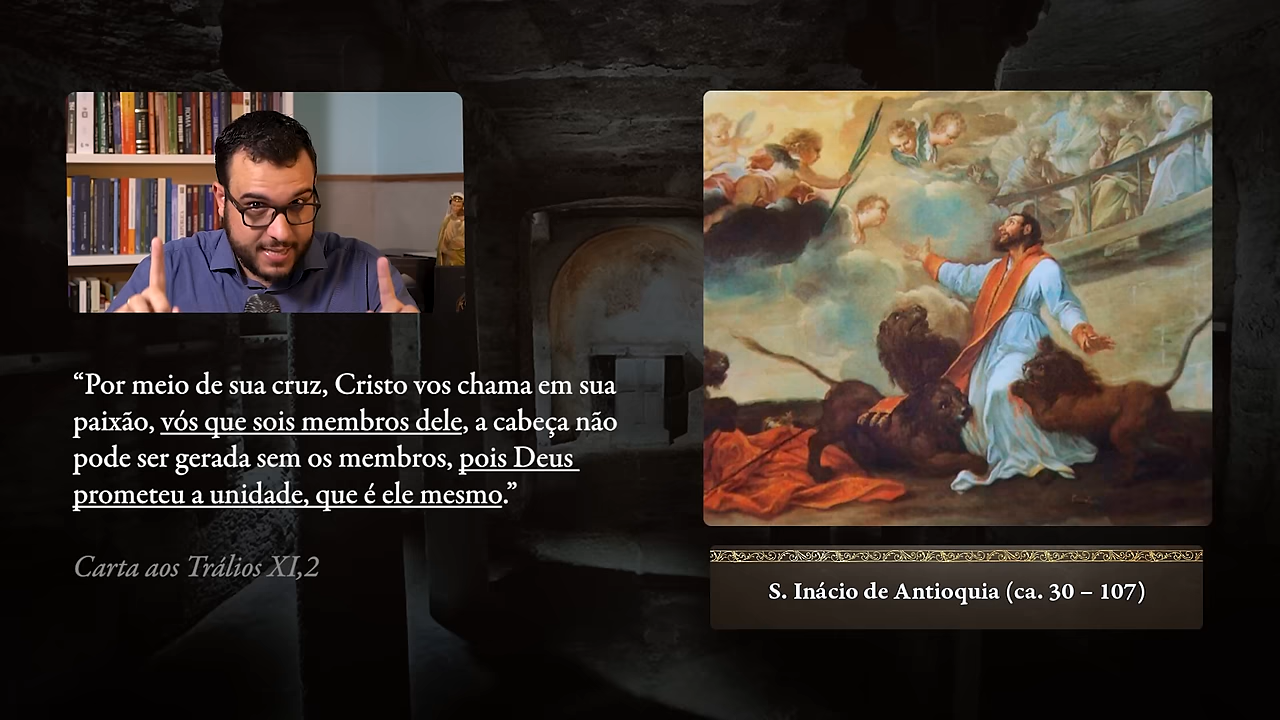 “Por meio de sua cruz, Cristo vos chama em sua
paixão, vós que sois membros dele, a cabeça não
pode ser gerada sem os membros, pois Deus
prometeu a unidade, que é ele mesmo.”
Carta aos Trálios XI,2
S. Inácio de Antioquia (ca. 30 – 107)